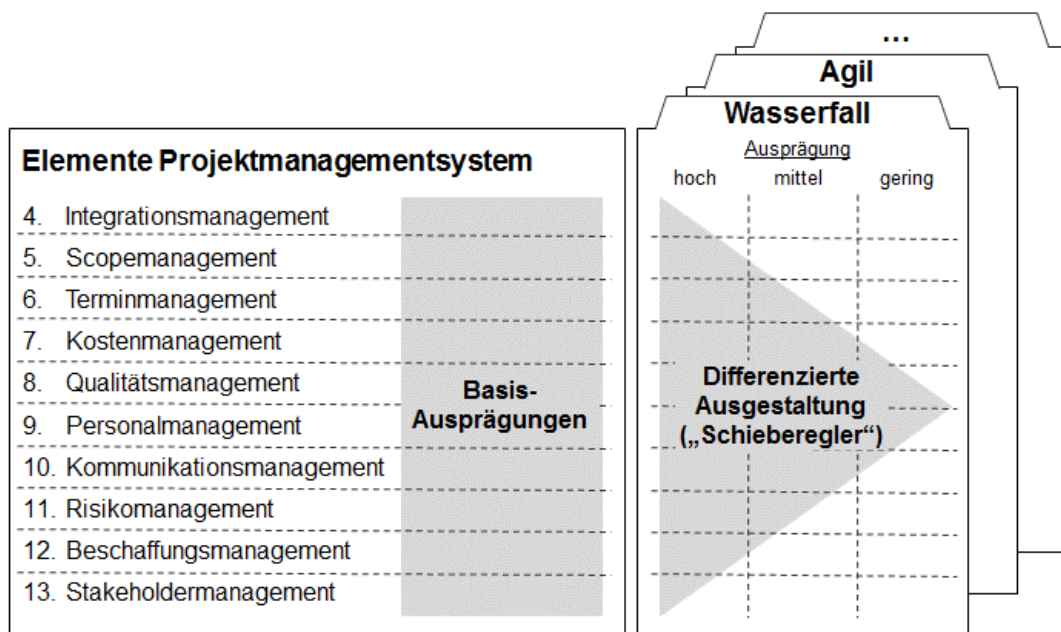 …
Agil
Wasserfall
Ausprägung
hoch mittel gering
Elemente Projektmanagementsystem
4. Integrationsmanagement
5. Scopemanagement
6. Terminmanagement
7. Kostenmanagement
8. Qualitätsmanagement
9. Personalmanagement
10. Kommunikationsmanagement
11. Risikomanagement
12. Beschaffungsmanagement
13. Stakeholdermanagement
Basis-
Ausprägungen
Differenzierte
Ausgestaltung
(„Schieberegler“)